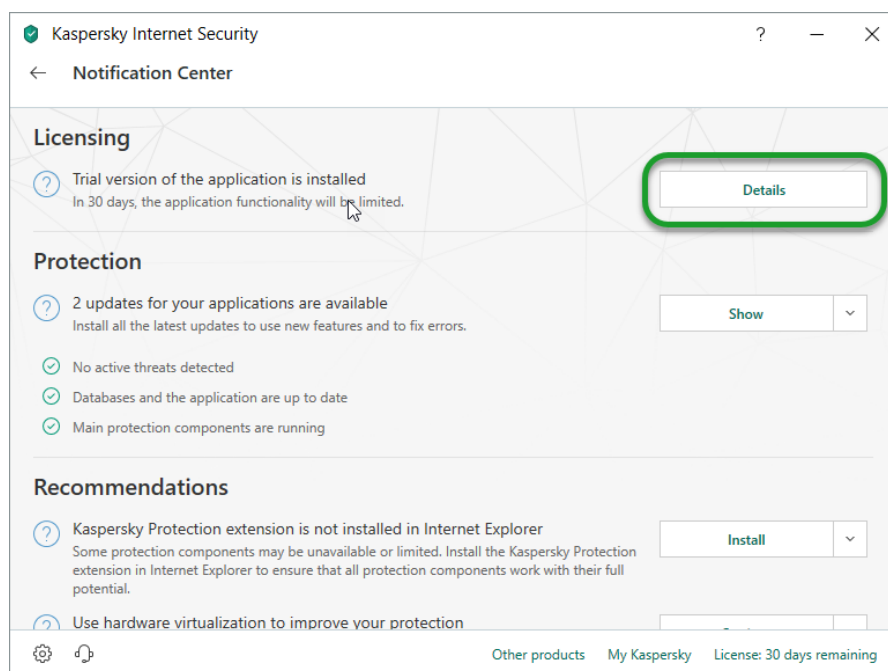 Kaspersky Internet Security
?
Notification Center
Licensing
Trial version of the application is installed
In 30 days, the application functionality will be limited.
Details
Protection
2 updates for your applications are available
Install all the latest updates to use new features and to fix errors.
Show
No active threats detected
Databases and the application are up to date
Main protection components are running
Recommendations
Kaspersky Protection extension is not installed in Internet Explorer
Some protection components may be unavailable or limited. Install the Kaspersky Protection
extension in Internet Explorer to ensure that all protection components work with their full
potential.
Install
Use hardware virtualization to improve your protection
Other products My Kaspersky License: 30 days remaining